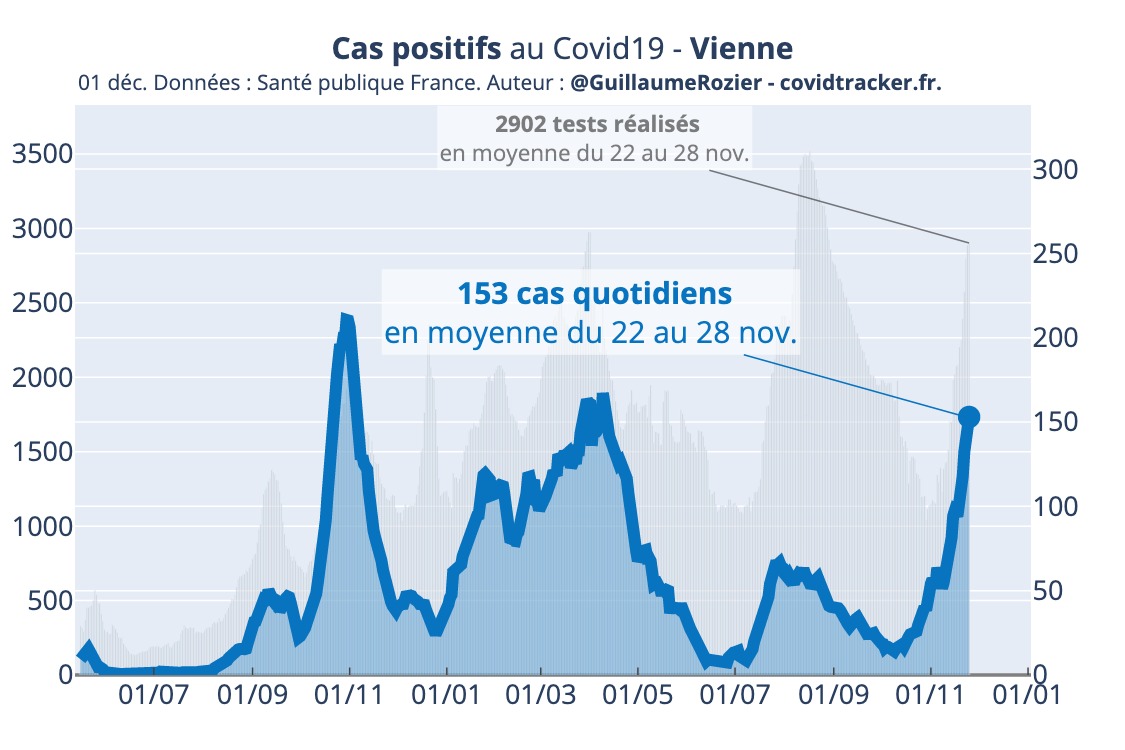 Cas positifs au Covid19 - Vienne
01 déc. Données : Santé publique France. Auteur : @GuillaumeRozier - covidtracker.fr.
2902 tests réalisés
en moyenne du 22 au 28 nov.
153 cas quotidiens
en moyenne du 22 au 28 nov.
3500
3000
2500
2000
1500
1000
500
0
300
250
200
150
100
50
0
01/07 01/09 01/11 01/01 01/03 01/05 01/07 01/09 01/11 01/01